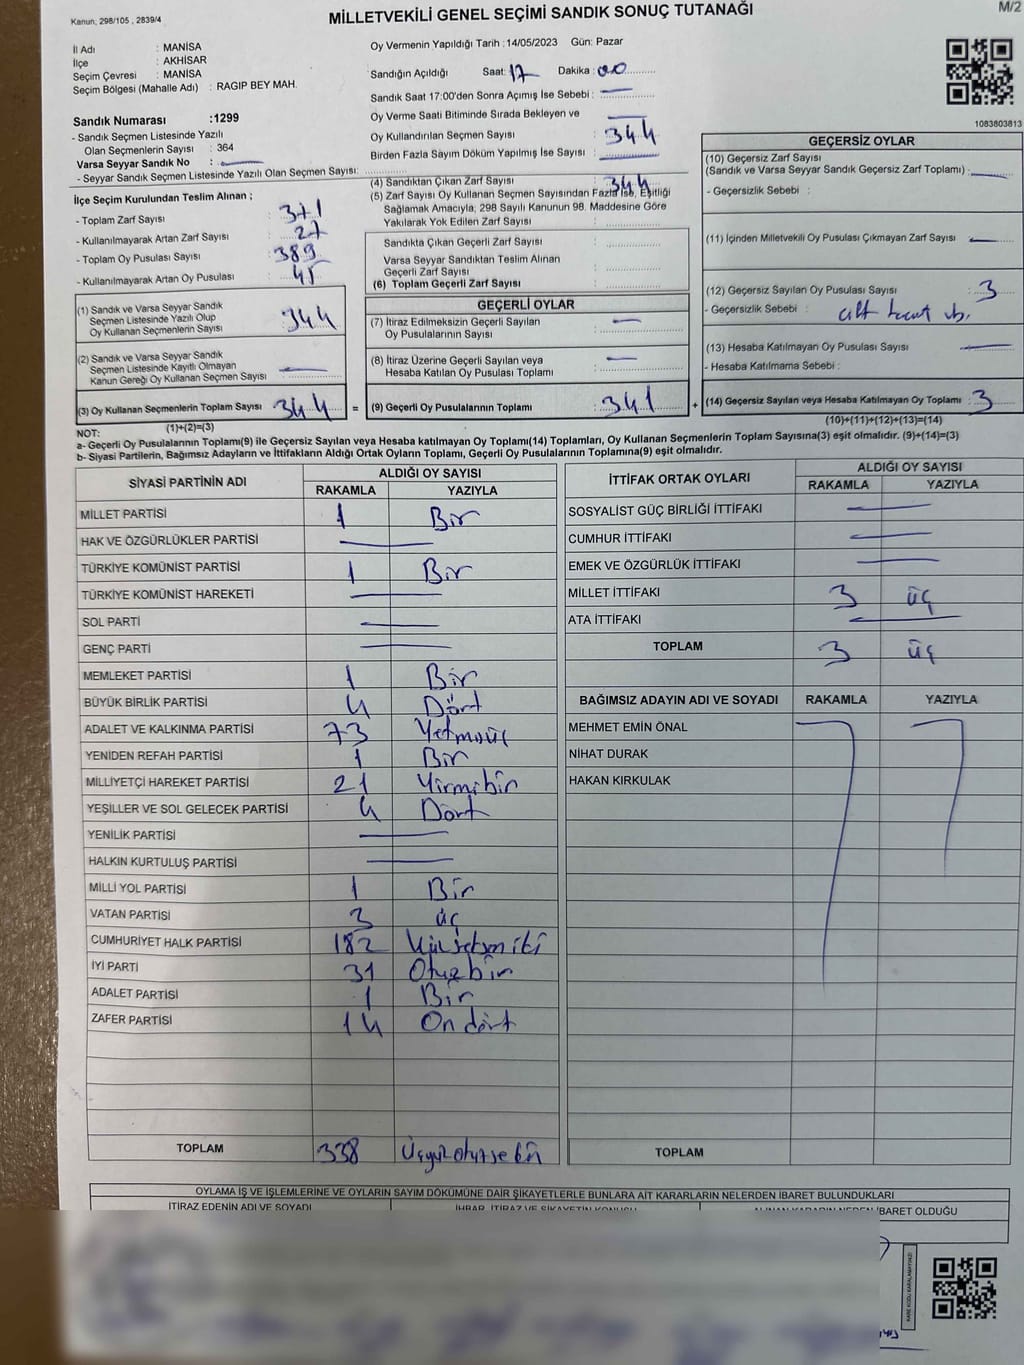 Kanun; 298/105 , 2839/4
MİLLETVEKİLİ GENEL SEÇİMİ SANDIK SONUÇ TUTANAĞI
M/2
İl Adı : MANİSA
İlçe : AKHİSAR
Seçim Çevresi : MANİSA
Seçim Bölgesi (Mahalle Adı) : RAGIP BEY MAH.
Sandık Numarası :1299
- Sandık Seçmen Listesinde Yazılı
Olan Seçmenlerin Sayısı : 364
Varsa Seyyar Sandık No : —
- Seyyar Sandık Seçmen Listesinde Yazılı Olan Seçmen Sayısı:
Oy Vermenin Yapıldığı Tarih : 14/05/2023 Gün: Pazar
Sandığın Açıldığı Saat: 17 Dakika : 00
Sandık Saat 17:00'den Sonra Açımış İse Sebebi : —
Oy Verme Saati Bitiminde Sırada Bekleyen ve —
Oy Kullandırılan Seçmen Sayısı : 344
Birden Fazla Sayım Döküm Yapılmış İse Sayısı : —
1083803813
İlçe Seçim Kurulundan Teslim Alınan ;
- Toplam Zarf Sayısı : 371
- Kullanılmayarak Artan Zarf Sayısı : 27
- Toplam Oy Pusulası Sayısı : 389
- Kullanılmayarak Artan Oy Pusulası : 45
(1) Sandık ve Varsa Seyyar Sandık
Seçmen Listesinde Yazılı Olup
Oy Kullanan Seçmenlerin Sayısı : 344
(2) Sandık ve Varsa Seyyar Sandık
Seçmen Listesinde Kayıtlı Olmayan
Kanun Gereği Oy Kullanan Seçmen Sayısı : —
(3) Oy Kullanan Seçmenlerin Toplam Sayısı : 344 =
(1)+(2)=(3)
(4) Sandıktan Çıkan Zarf Sayısı : 344
(5) Zarf Sayısı Oy Kullanan Seçmen Sayısından Fazla İse, Eşitliği
Sağlamak Amacıyla; 298 Sayılı Kanunun 98. Maddesine Göre
Yakılarak Yok Edilen Zarf Sayısı :
Sandıkta Çıkan Geçerli Zarf Sayısı :
Varsa Seyyar Sandıktan Teslim Alınan
Geçerli Zarf Sayısı :
(6) Toplam Geçerli Zarf Sayısı :
GEÇERLİ OYLAR
(7) İtiraz Edilmeksizin Geçerli Sayılan : —
Oy Pusulalarının Sayısı
(8) İtiraz Üzerine Geçerli Sayılan veya : —
Hesaba Katılan Oy Pusulası Toplamı
(9) Geçerli Oy Pusulalarının Toplamı : 341 +
GEÇERSİZ OYLAR
(10) Geçersiz Zarf Sayısı
(Sandık ve Varsa Seyyar Sandık Geçersiz Zarf Toplamı) : —
- Geçersizlik Sebebi :
(11) İçinden Milletvekili Oy Pusulası Çıkmayan Zarf Sayısı : —
(12) Geçersiz Sayılan Oy Pusulası Sayısı : 3
- Geçersizlik Sebebi :
(13) Hesaba Katılmayan Oy Pusulası Sayısı : —
- Hesaba Katılmama Sebebi :
(14) Geçersiz Sayılan veya Hesaba Katılmayan Oy Toplamı : 3
(10)+(11)+(12)+(13)=(14)
NOT:
a- Geçerli Oy Pusulalarının Toplamı(9) ile Geçersiz Sayılan veya Hesaba katılmayan Oy Toplamı(14) Toplamları, Oy Kullanan Seçmenlerin Toplam Sayısına(3) eşit olmalıdır. (9)+(14)=(3)
b- Siyasi Partilerin, Bağımsız Adayların ve İttifakların Aldığı Ortak Oyların Toplamı, Geçerli Oy Pusulalarının Toplamına(9) eşit olmalıdır.
SİYASİ PARTİNİN ADI ALDIĞI OY SAYISI
RAKAMLA YAZIYLA
MİLLET PARTİSİ 1 Bir
HAK VE ÖZGÜRLÜKLER PARTİSİ —
TÜRKİYE KOMÜNİST PARTİSİ 1 Bir
TÜRKİYE KOMÜNİST HAREKETİ —
SOL PARTİ —
GENÇ PARTİ —
MEMLEKET PARTİSİ 1 Bir
BÜYÜK BİRLİK PARTİSİ 4 Dört
ADALET VE KALKINMA PARTİSİ 73 Yetmişüç
YENİDEN REFAH PARTİSİ 1 Bir
MİLLİYETÇİ HAREKET PARTİSİ 21 Yirmibir
YEŞİLLER VE SOL GELECEK PARTİSİ 4 Dört
YENİLİK PARTİSİ —
HALKIN KURTULUŞ PARTİSİ —
MİLLİ YOL PARTİSİ 1 Bir
VATAN PARTİSİ 3 üç
CUMHURİYET HALK PARTİSİ 182 Yüzsekseniki
İYİ PARTİ 31 Otuzbir
ADALET PARTİSİ 1 Bir
ZAFER PARTİSİ 14 On dört
TOPLAM 338 Üçyüzotuzsekiz
İTTİFAK ORTAK OYLARI ALDIĞI OY SAYISI
RAKAMLA YAZIYLA
SOSYALİST GÜÇ BİRLİĞİ İTTİFAKI —
CUMHUR İTTİFAKI —
EMEK VE ÖZGÜRLÜK İTTİFAKI —
MİLLET İTTİFAKI 3 üç
ATA İTTİFAKI —
TOPLAM 3 üç
BAĞIMSIZ ADAYIN ADI VE SOYADI RAKAMLA YAZIYLA
MEHMET EMİN ÖNAL
NİHAT DURAK
HAKAN KIRKULAK
TOPLAM
OYLAMA İŞ VE İŞLEMLERİNE VE OYLARIN SAYIM DÖKÜMÜNE DAİR ŞİKAYETLERLE BUNLARA AİT KARARLARIN NELERDEN İBARET BULUNDUKLARI
İTİRAZ EDENİN ADI VE SOYADI İHBAR, İTİRAZ VE ŞİKAYETİN KONUSU ALINAN KARARIN NEDEN İBARET OLDUĞU
KARE KODU KARALAMAYINIZ!